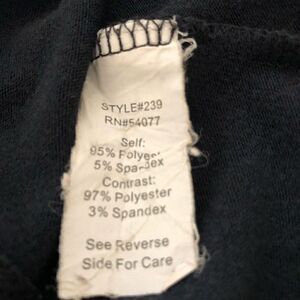 STYLE#239
RN#54077
Self:
95% Polyester
5% Spandex
Contrast:
97% Polyester
3% Spandex
See Reverse
Side For Care